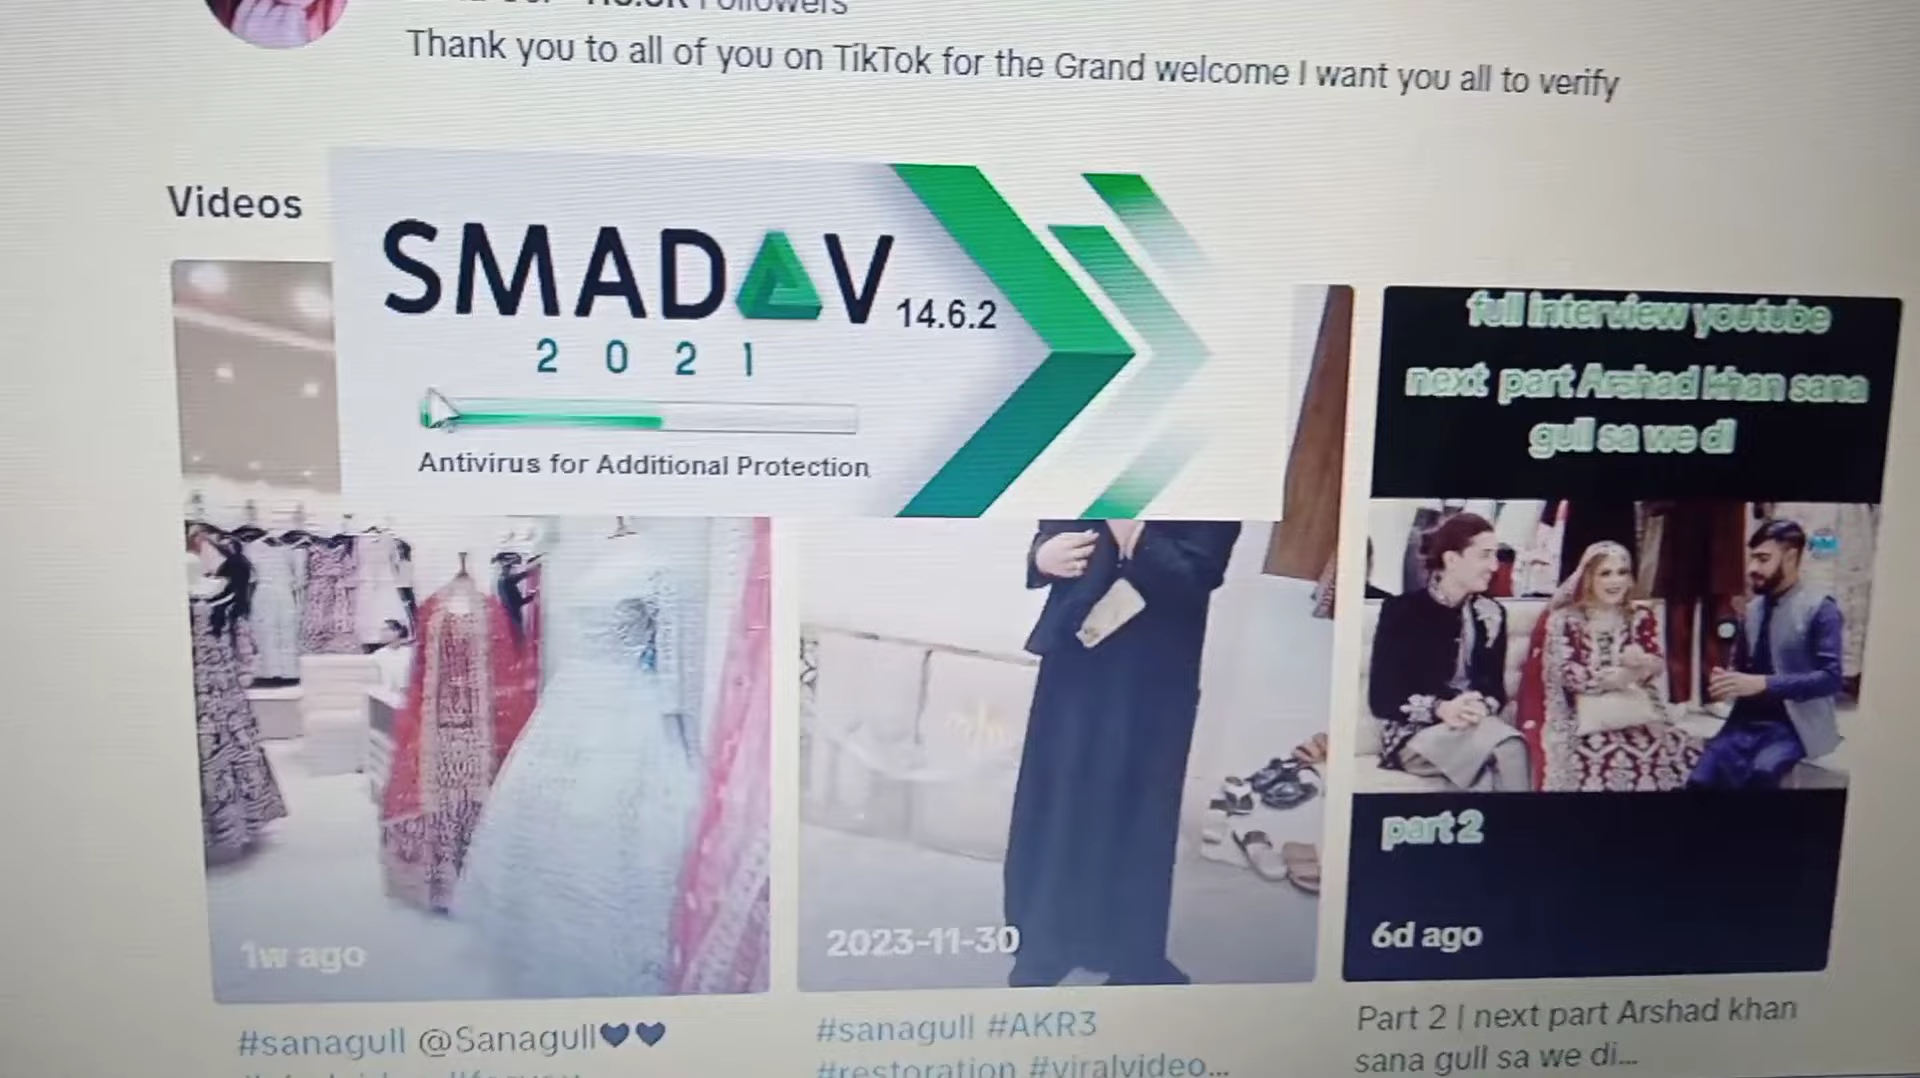 Followers
Thank you to all of you on TikTok for the Grand welcome I want you all to verify
Videos
SMADAV 14.6.2
2021
Antivirus for Additional Protection
full interview youtube
next part Arshad khan sana
gull sa we di
part 2
1w ago
2023-11-30
6d ago
#sanagull @Sanagull🖤🖤
#sanagull #AKR3
#restoration #viralvideo...
Part 2 | next part Arshad khan
sana gull sa we di...